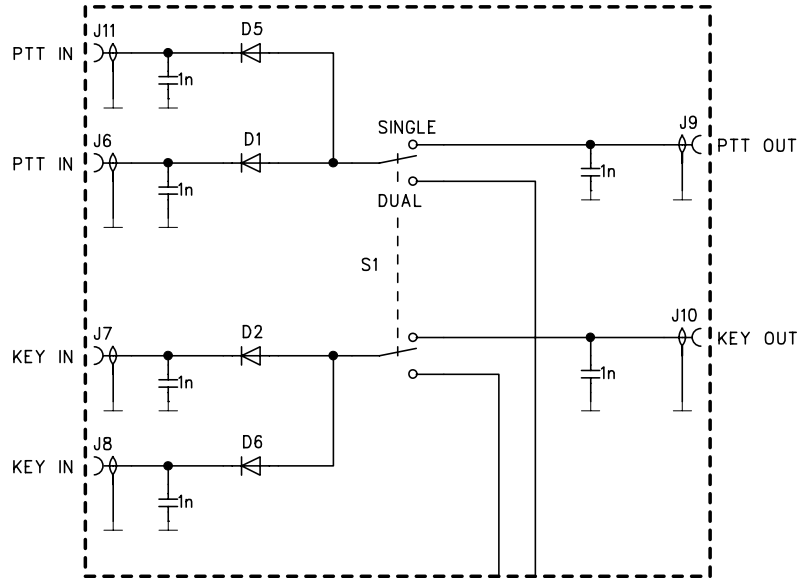 J11
D5
PTT IN
1n
SINGLE
J6
D1
J9
PTT IN
PTT OUT
1n
1n
DUAL
S1
J10
J7
D2
KEY OUT
KEY IN
1n
1n
J8
D6
KEY IN
1n